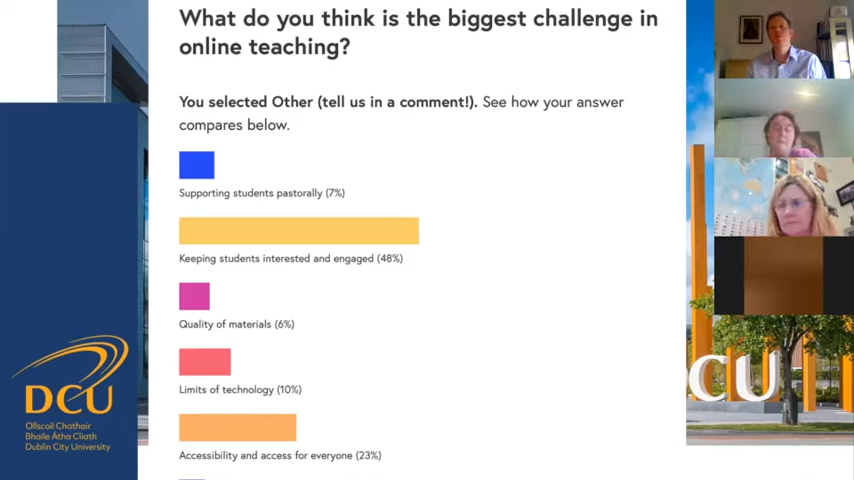 What do you think is the biggest challenge in
online teaching?
You selected Other (tell us in a comment!). See how your answer
compares below.
Supporting students pastorally (7%)
Keeping students interested and engaged (48%)
Quality of materials (6%)
Limits of technology (10%)
Accessibility and access for everyone (23%)
DCU
Ollscoil Chathair
Bhaile Átha Cliath
Dublin City University
CU